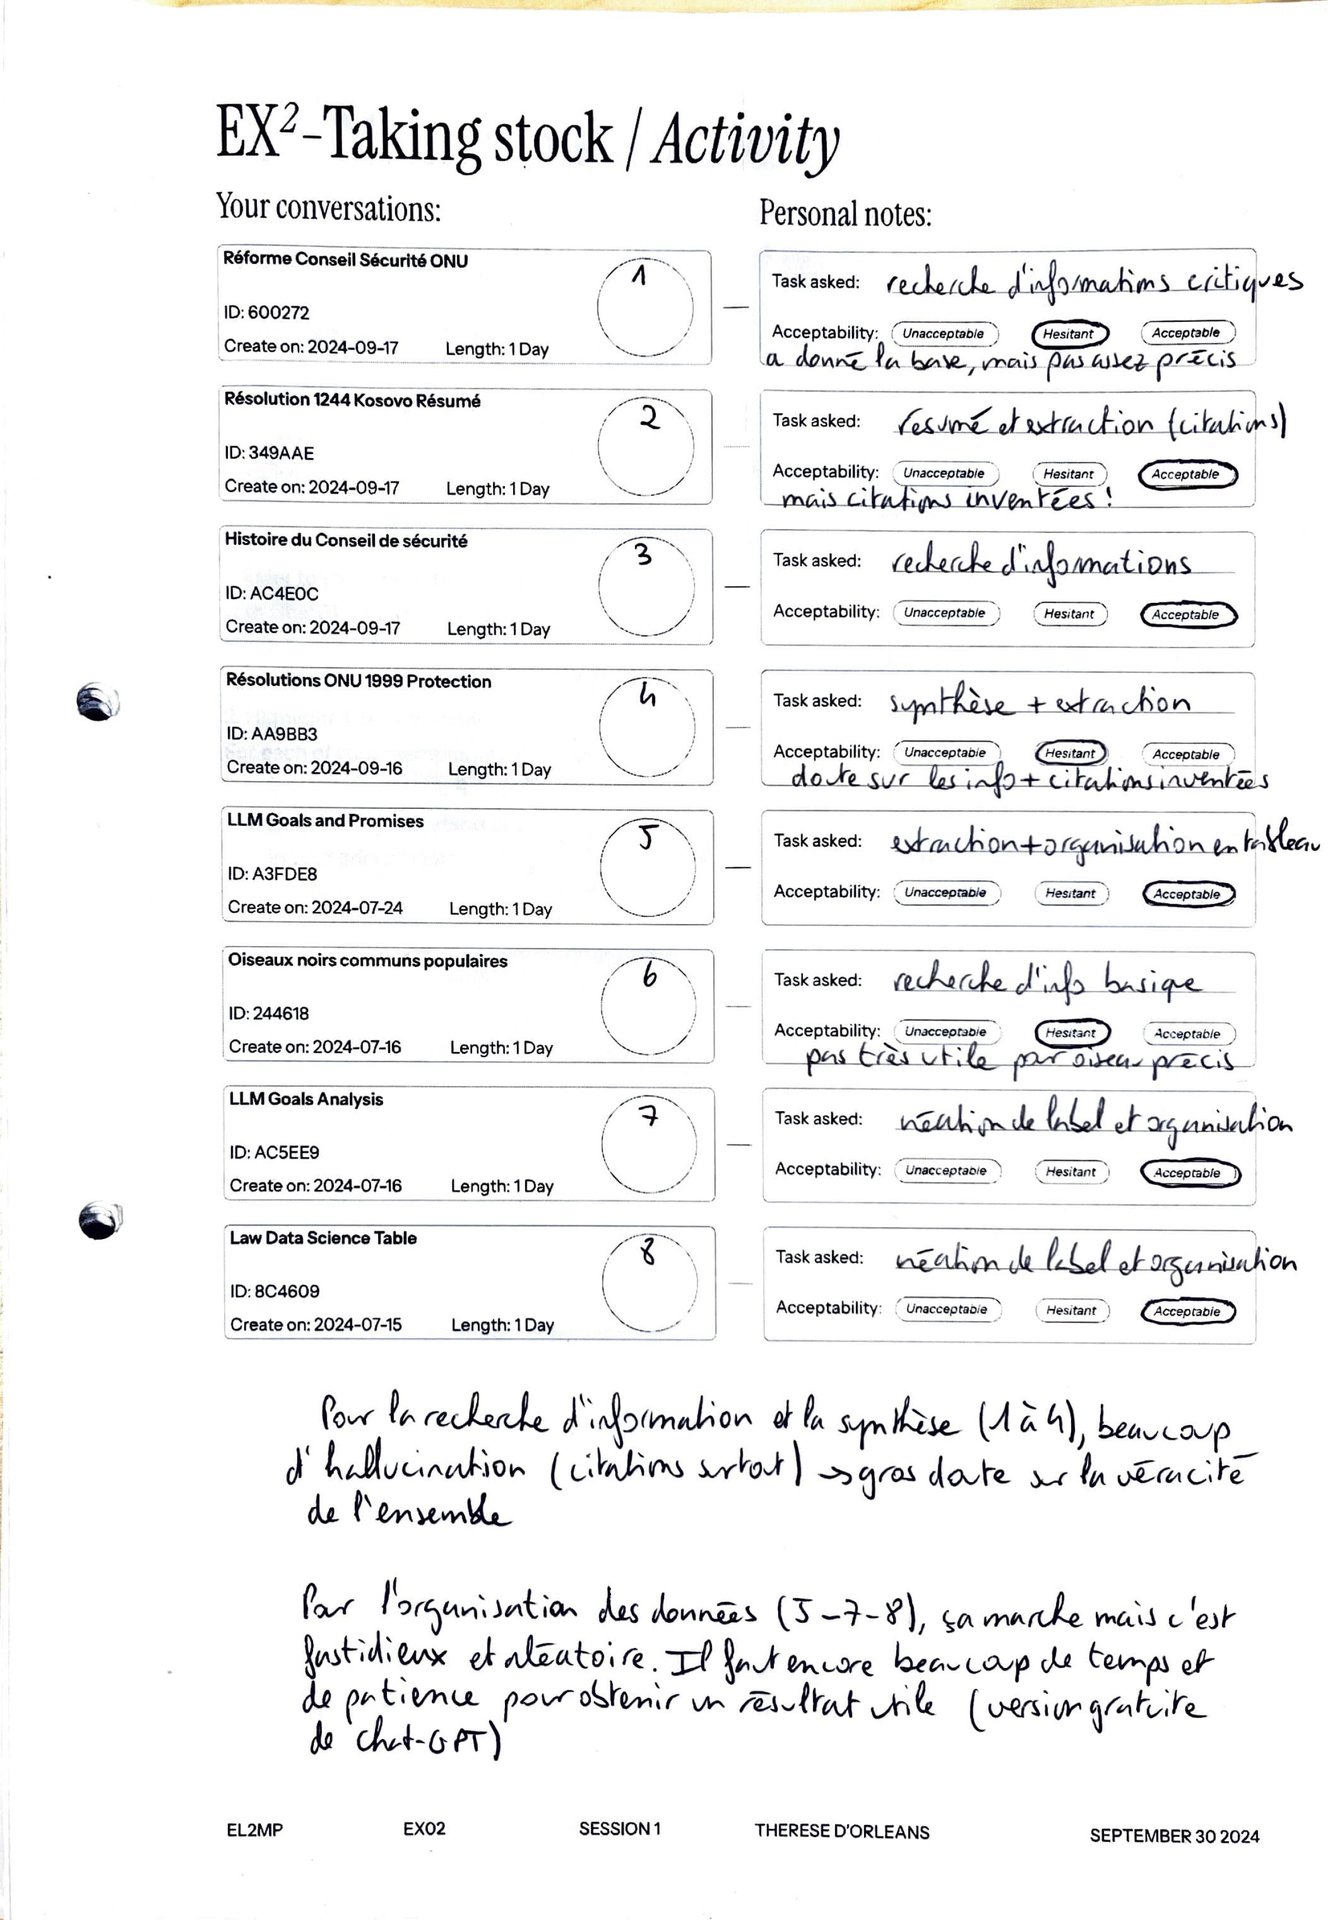 EX²-Taking stock / Activity
Your conversations:
Personal notes:
Réforme Conseil Sécurité ONU
1
ID: 600272
Create on: 2024-09-17 Length: 1 Day
Task asked: recherche d'informations critiques
Acceptability: Unacceptable Hesitant Acceptable
a donné la base, mais pas assez précis
Résolution 1244 Kosovo Résumé
2
ID: 349AAE
Create on: 2024-09-17 Length: 1 Day
Task asked: résumé et extraction (citations)
Acceptability: Unacceptable Hesitant Acceptable
mais citations inventées !
Histoire du Conseil de sécurité
3
ID: AC4E0C
Create on: 2024-09-17 Length: 1 Day
Task asked: recherche d'informations
Acceptability: Unacceptable Hesitant Acceptable
Résolutions ONU 1999 Protection
4
ID: AA9BB3
Create on: 2024-09-16 Length: 1 Day
Task asked: synthèse + extraction
Acceptability: Unacceptable Hesitant Acceptable
doute sur les info + citations inventées
LLM Goals and Promises
5
ID: A3FDE8
Create on: 2024-07-24 Length: 1 Day
Task asked: extraction + organisation en tableau
Acceptability: Unacceptable Hesitant Acceptable
Oiseaux noirs communs populaires
6
ID: 244618
Create on: 2024-07-16 Length: 1 Day
Task asked: recherche d'info basique
Acceptability: Unacceptable Hesitant Acceptable
pas très utile pour oiseau précis
LLM Goals Analysis
7
ID: AC5EE9
Create on: 2024-07-16 Length: 1 Day
Task asked: création de label et organisation
Acceptability: Unacceptable Hesitant Acceptable
Law Data Science Table
8
ID: 8C4609
Create on: 2024-07-15 Length: 1 Day
Task asked: création de label et organisation
Acceptability: Unacceptable Hesitant Acceptable
Pour la recherche d'information et la synthèse (1 à 4), beaucoup
d'hallucination (citations surtout) → gros doute sur la véracité
de l'ensemble
Pour l'organisation des données (5-7-8), ça marche mais c'est
fastidieux et aléatoire. Il faut encore beaucoup de temps et
de patience pour obtenir un résultat utile (version gratuite
de chat-GPT)
EL2MP EX02 SESSION 1 THERESE D'ORLEANS SEPTEMBER 30 2024